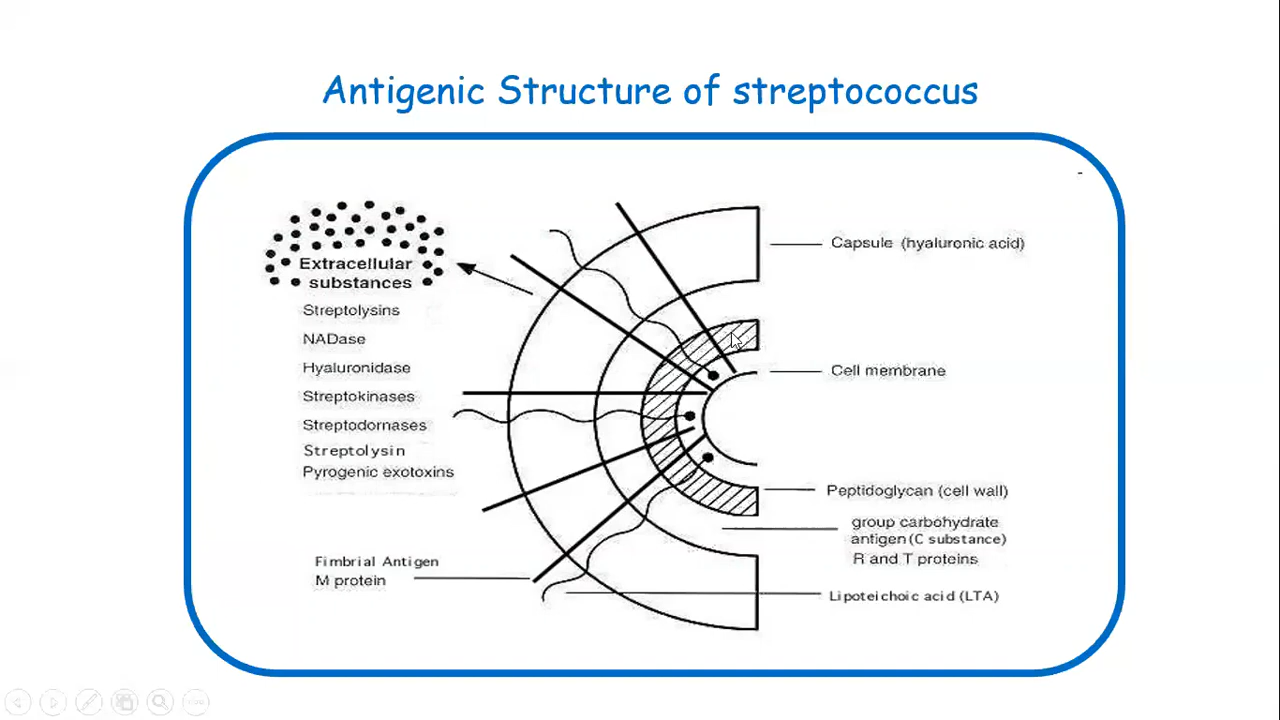 Antigenic Structure of streptococcus
Extracellular
substances
Streptolysins
NADase
Hyaluronidase
Streptokinases
Streptodornases
Streptolysin
Pyrogenic exotoxins
Fimbrial Antigen
M protein
Capsule (hyaluronic acid)
Cell membrane
Peptidoglycan (cell wall)
group carbohydrate
antigen (C substance)
R and T proteins
Lipoteichoic acid (LTA)